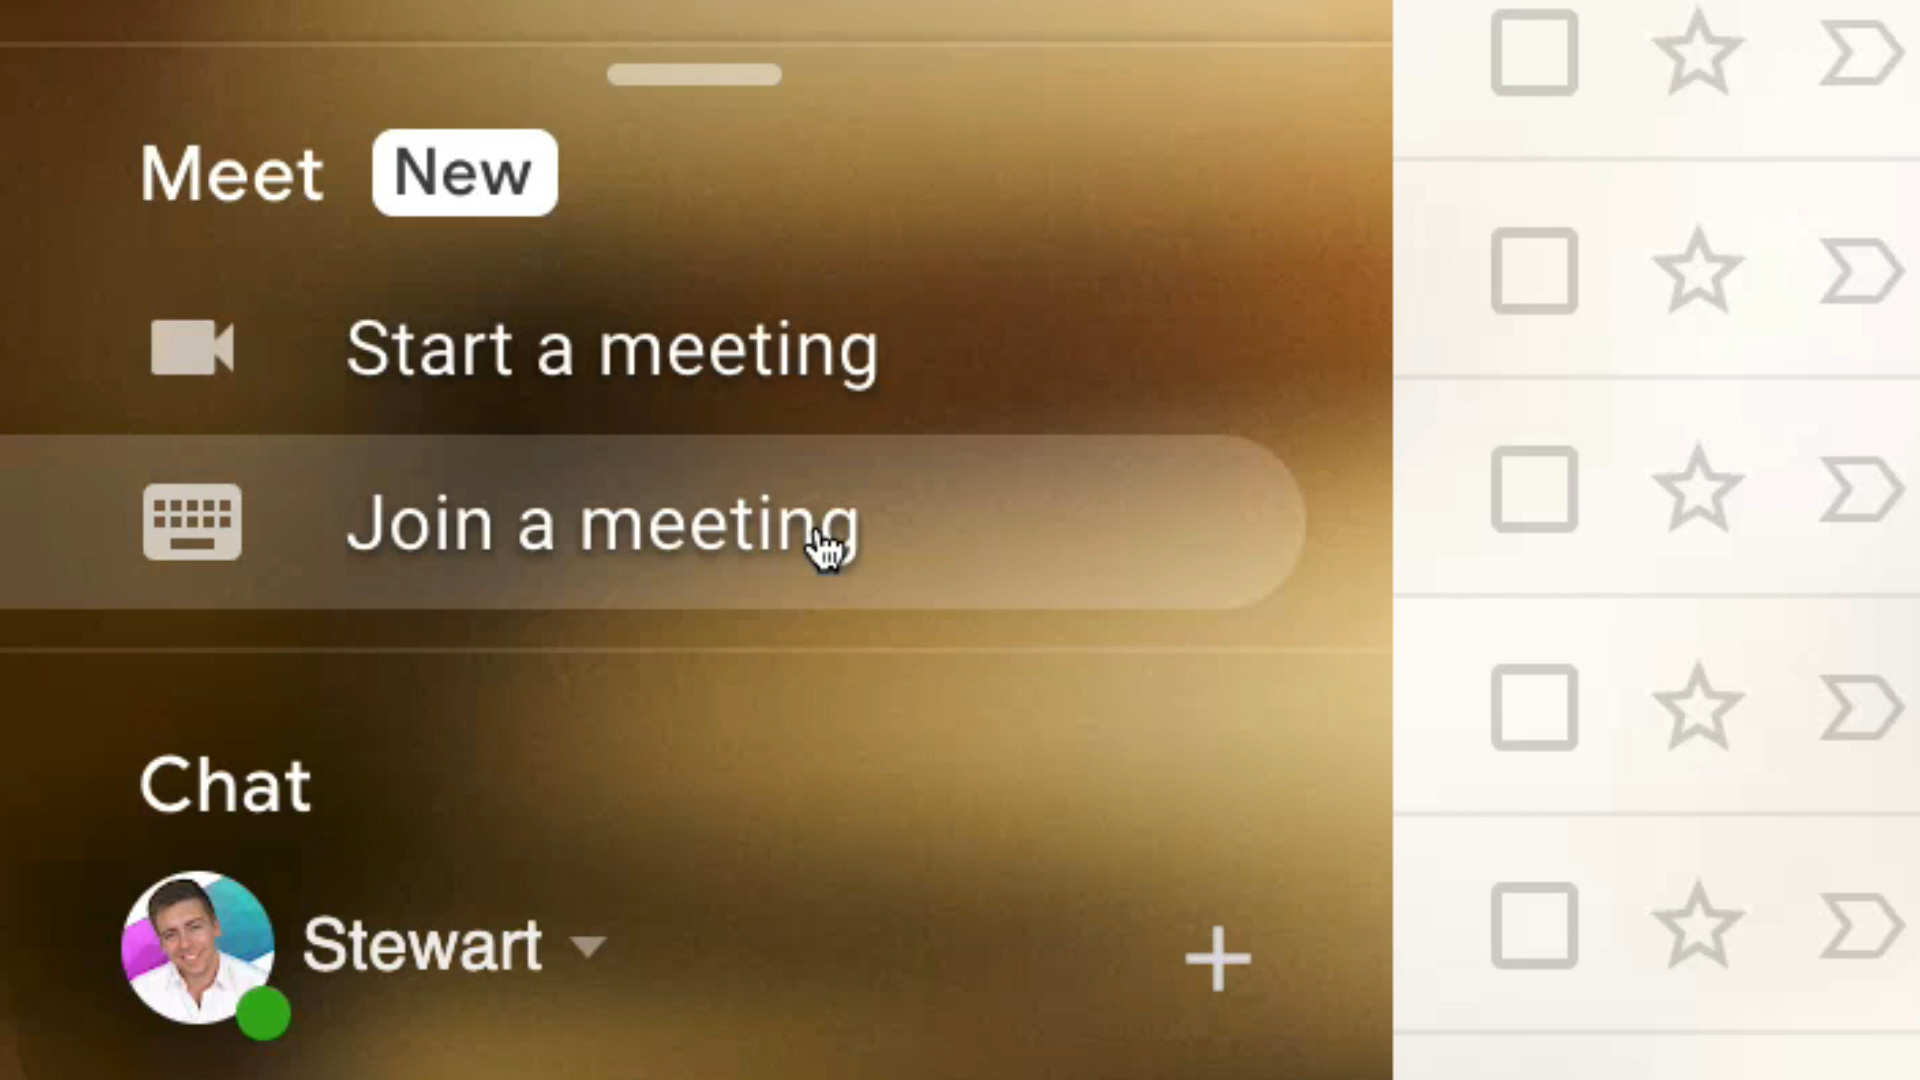 Meet New
Start a meeting
Join a meeting
Chat
Stewart